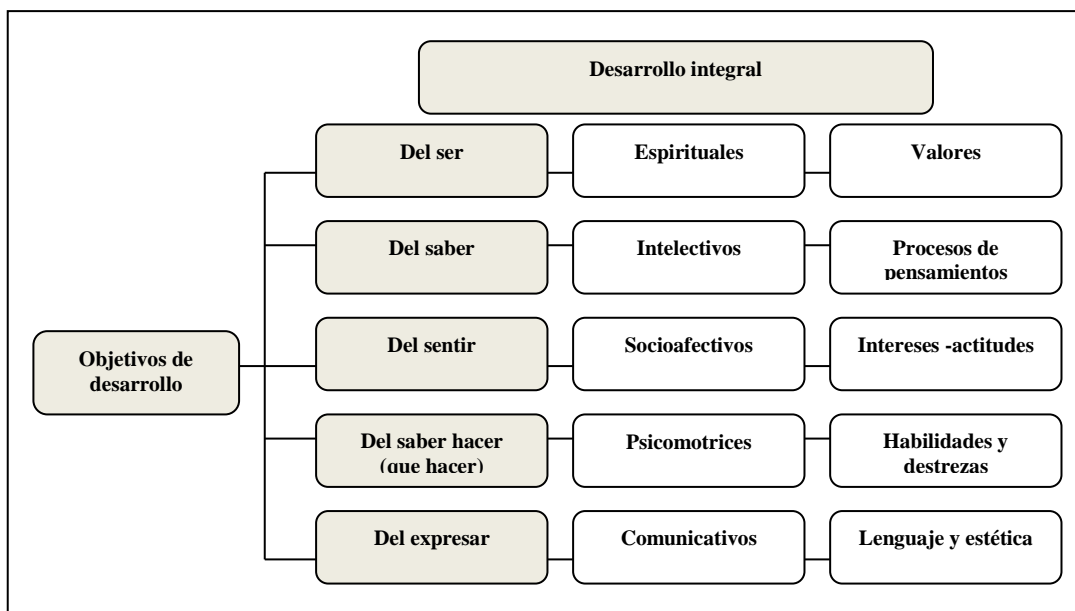 Desarrollo integral
Del ser
Espirituales
Valores
Del saber
Intelectivos
Procesos de
pensamientos
Objetivos de
desarrollo
Del sentir
Socioafectivos
Intereses -actitudes
Del saber hacer
(que hacer)
Psicomotrices
Habilidades y
destrezas
Del expresar
Comunicativos
Lenguaje y estética